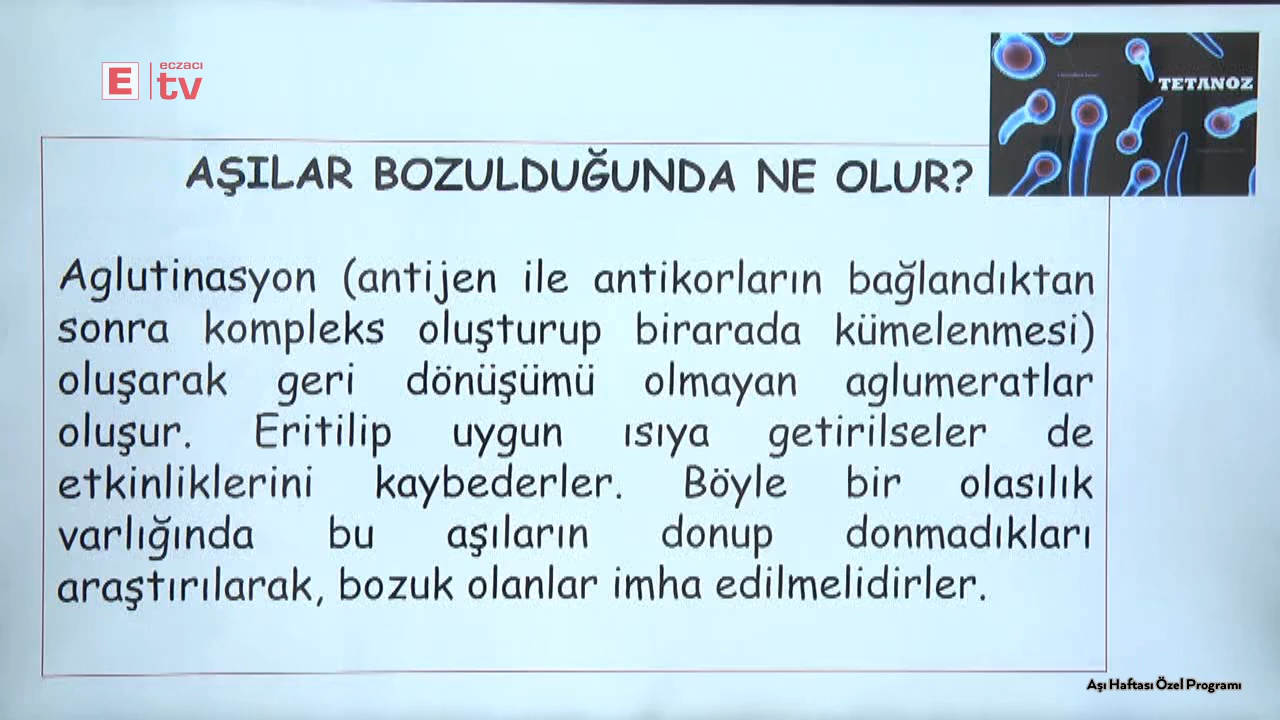 E
eczacı
tv
TETANOZ
AŞILAR BOZULDUĞUNDA NE OLUR?
Aglutinasyon (antijen ile antikorların bağlandıktan
sonra kompleks oluşturup birarada kümelenmesi)
oluşarak geri dönüşümü olmayan aglumeratlar
oluşur. Eritilip uygun ısıya getirilseler de
etkinliklerini kaybederler. Böyle bir olasılık
varlığında bu aşıların donup donmadıkları
araştırılarak, bozuk olanlar imha edilmelidirler.
Aşı Haftası Özel Programı